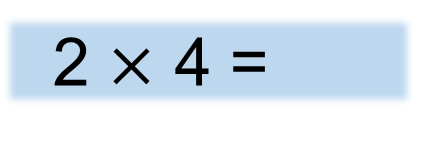 2 × 4 =